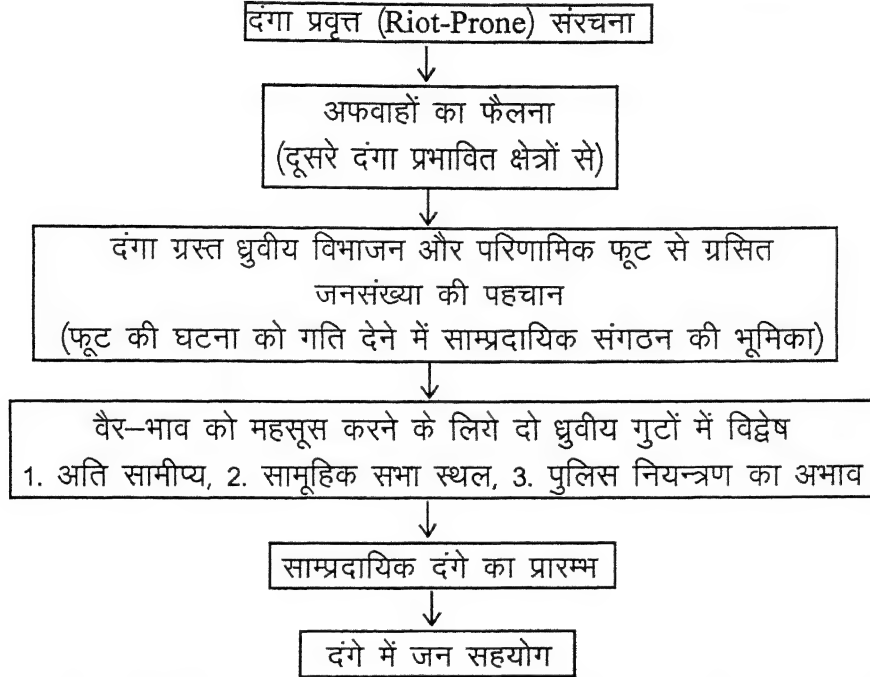 दंगा प्रवृत्त (Riot-Prone) संरचना
अफवाहों का फैलना
(दूसरे दंगा प्रभावित क्षेत्रों से)
दंगा ग्रस्त ध्रुवीय विभाजन और परिणामिक फूट से ग्रसित
जनसंख्या की पहचान
(फूट की घटना को गति देने में साम्प्रदायिक संगठन की भूमिका)
वैर–भाव को महसूस करने के लिये दो ध्रुवीय गुटों में विद्वेष
1. अति सामीप्य, 2. सामूहिक सभा स्थल, 3. पुलिस नियन्त्रण का अभाव
साम्प्रदायिक दंगे का प्रारम्भ
दंगे में जन सहयोग